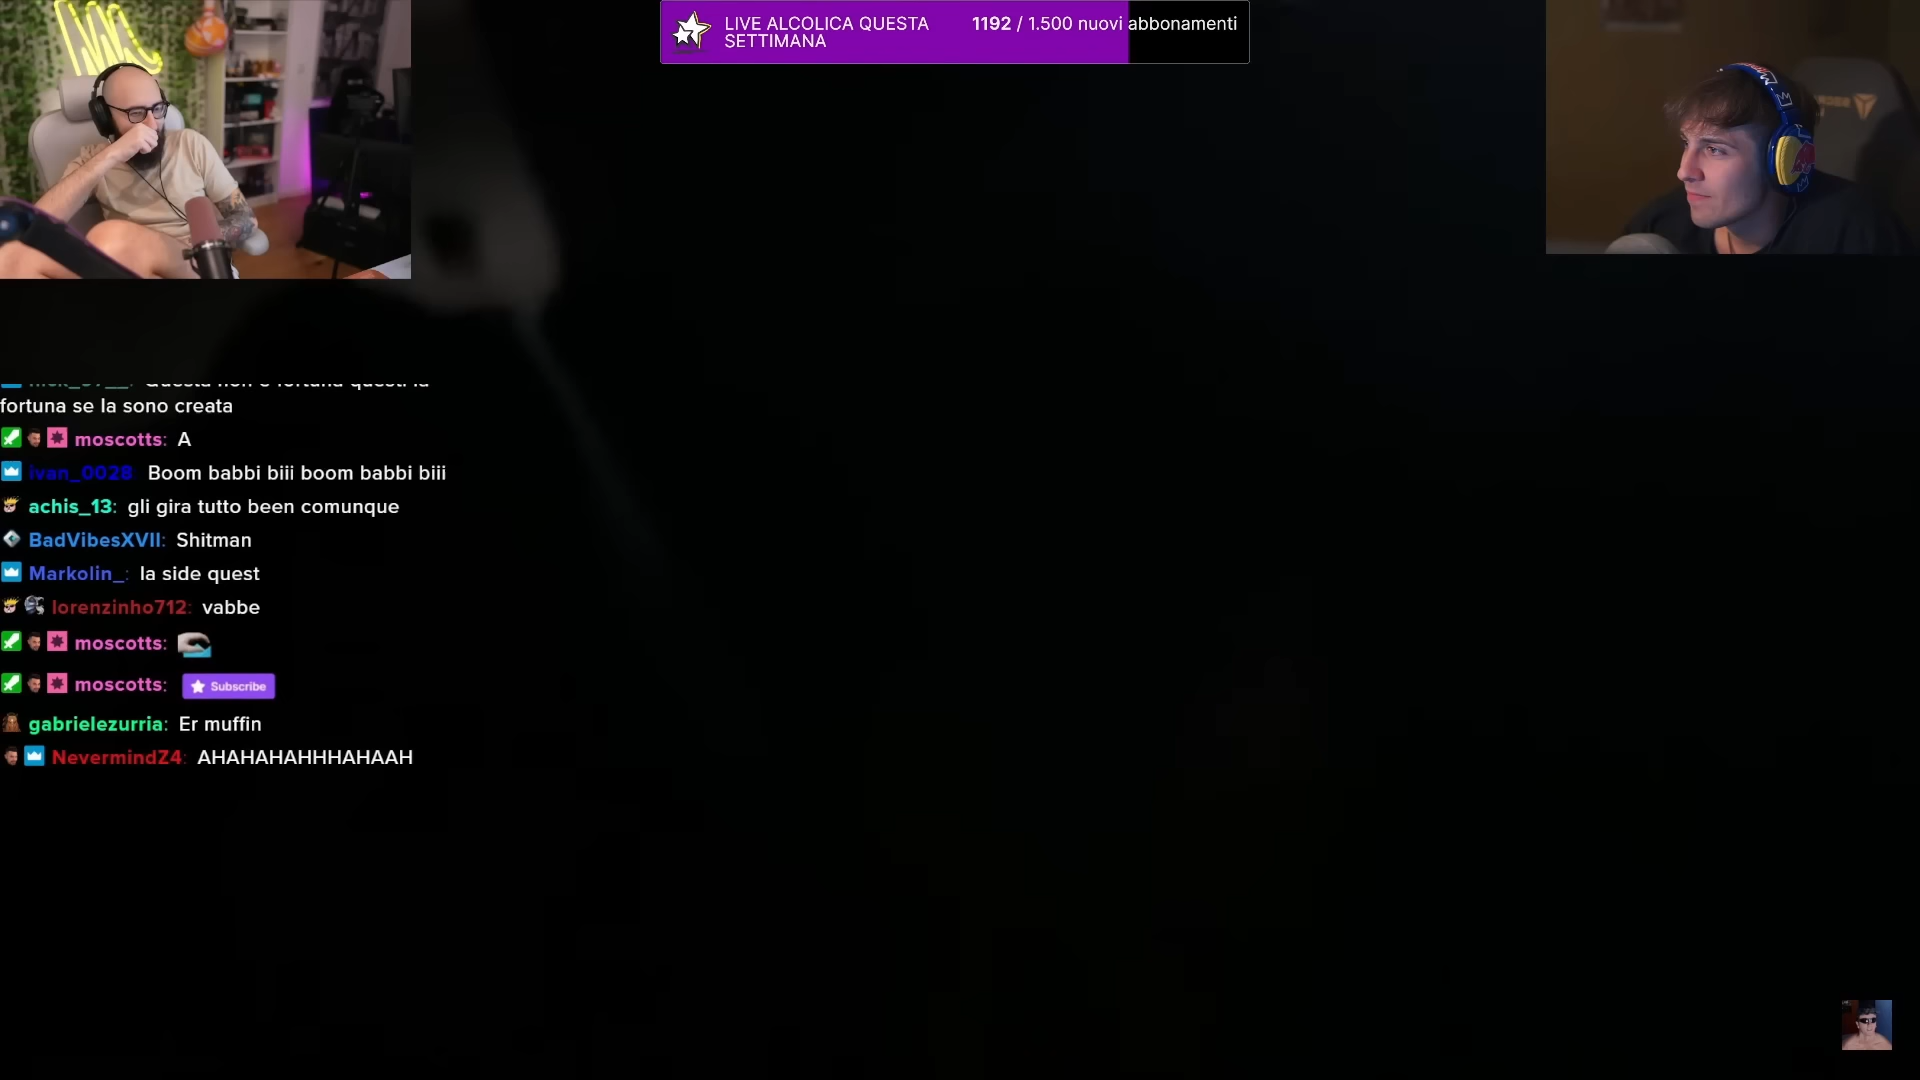 LIVE ALCOLICA QUESTA
SETTIMANA
1192 / 1.500 nuovi abbonamenti
fortuna se la sono creata
moscotts: A
ivan_0028: Boom babbi biii boom babbi biii
achis_13: gli gira tutto been comunque
BadVibesXVII: Shitman
Markolin_: la side quest
lorenzinho712: vabbe
moscotts:
moscotts: Subscribe
gabrielezurria: Er muffin
NevermindZ4: AHAHAHAHHHAHAAH